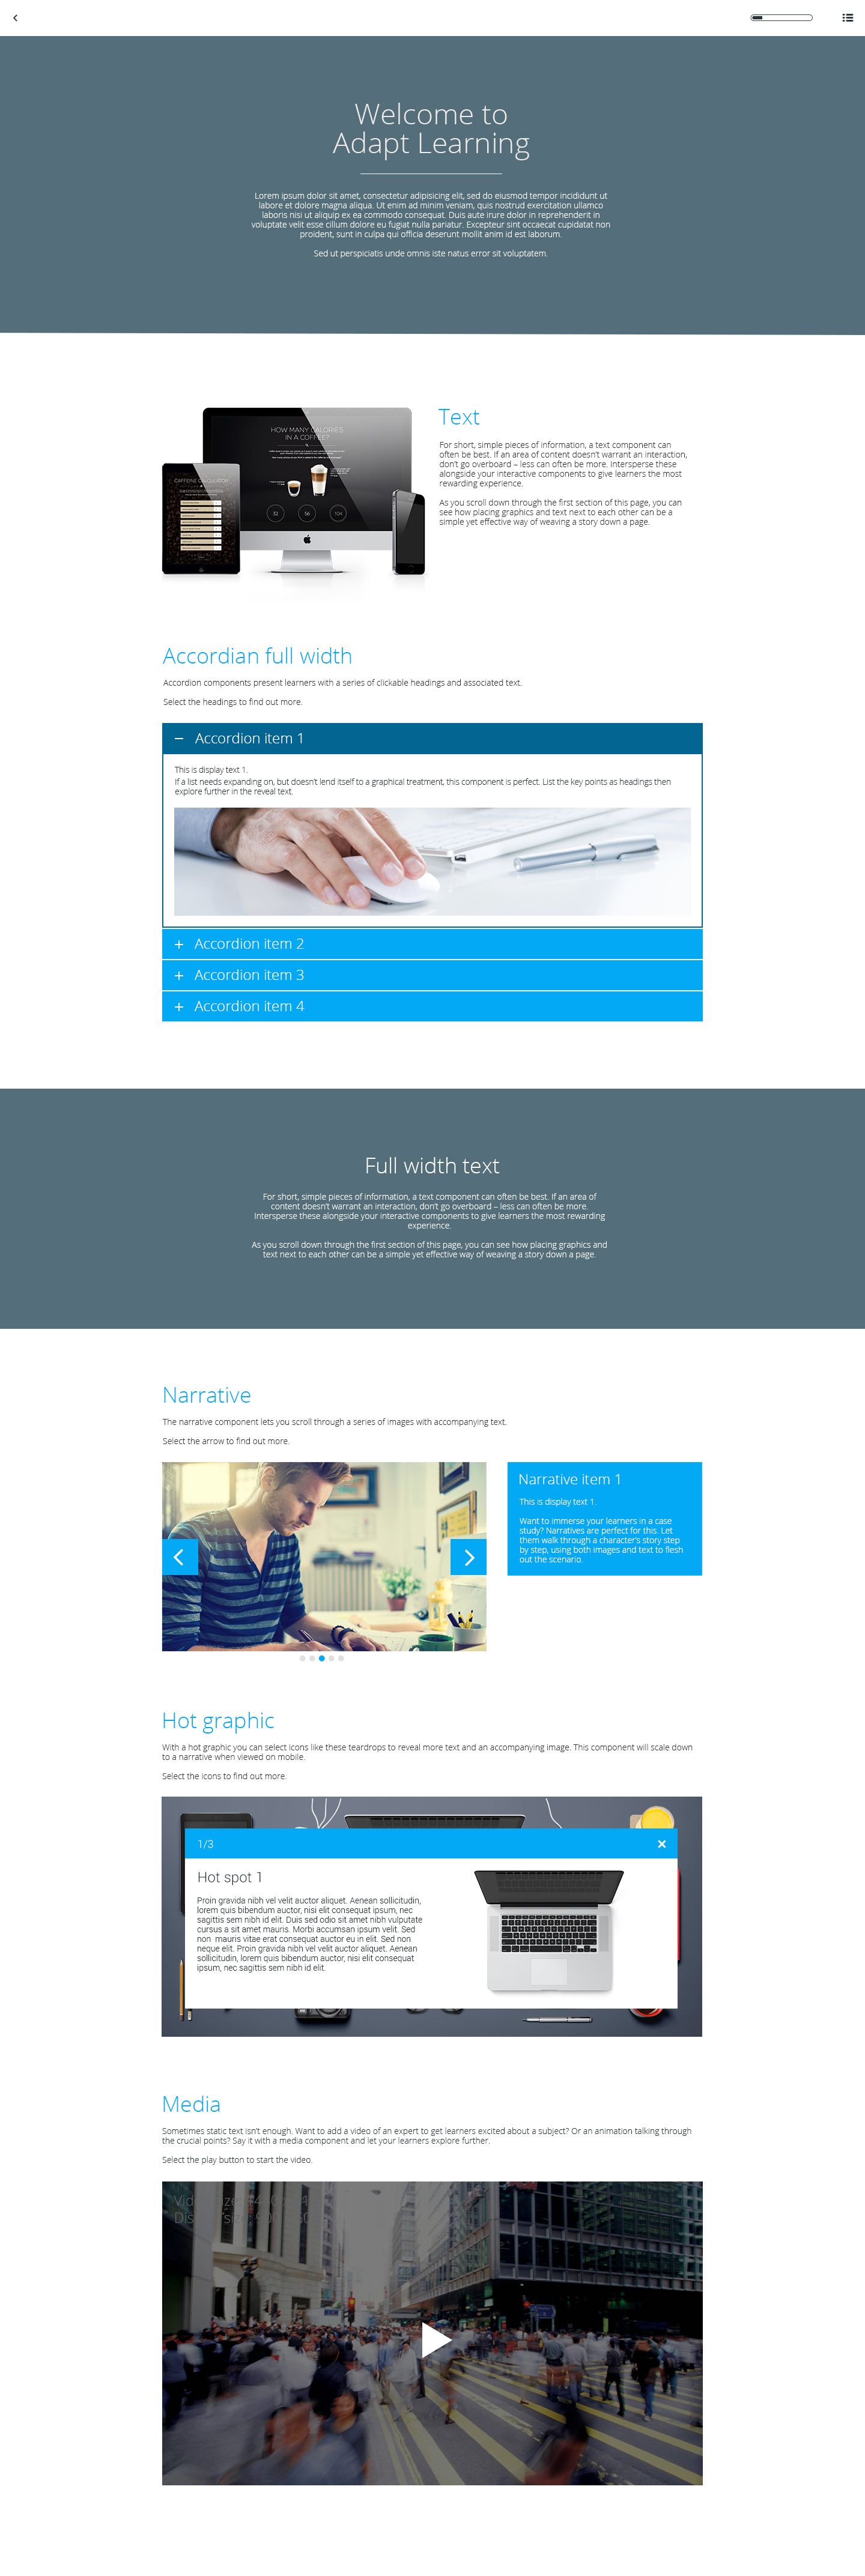 Welcome to
Adapt Learning
Lorem ipsum dolor sit amet, consectetur adipisicing elit, sed do eiusmod tempor incididunt ut
labore et dolore magna aliqua. Ut enim ad minim veniam, quis nostrud exercitation ullamco
laboris nisi ut aliquip ex ea commodo consequat. Duis aute irure dolor in reprehenderit in
voluptate velit esse cillum dolore eu fugiat nulla pariatur. Excepteur sint occaecat cupidatat non
proident, sunt in culpa qui officia deserunt mollit anim id est laborum.
Sed ut perspiciatis unde omnis iste natus error sit voluptatem.
HOW MANY CALORIES
IN A COFFEE?
32 56 10K
CAFFEINE CALCULATOR
Text
For short, simple pieces of information, a text component can
often be best. If an area of content doesn't warrant an interaction,
don't go overboard – less can often be more. Intersperse these
alongside your interactive components to give learners the most
rewarding experience.
As you scroll down through the first section of this page, you can
see how placing graphics and text next to each other can be a
simple yet effective way of weaving a story down a page.
Accordian full width
Accordion components present learners with a series of clickable headings and associated text.
Select the headings to find out more.
Accordion item 1
This is display text 1.
If a list needs expanding on, but doesn't lend itself to a graphical treatment, this component is perfect. List the key points as headings then
explore further in the reveal text.
Accordion item 2
Accordion item 3
Accordion item 4
Full width text
For short, simple pieces of information, a text component can often be best. If an area of
content doesn't warrant an interaction, don't go overboard – less can often be more.
Intersperse these alongside your interactive components to give learners the most rewarding
experience.
As you scroll down through the first section of this page, you can see how placing graphics and
text next to each other can be a simple yet effective way of weaving a story down a page.
Narrative
The narrative component lets you scroll through a series of images with accompanying text.
Select the arrow to find out more.
Narrative item 1
This is display text 1.
Want to immerse your learners in a case
study? Narratives are perfect for this. Let
them walk through a character's story step
by step, using both images and text to flesh
out the scenario.
Hot graphic
With a hot graphic you can select icons like these teardrops to reveal more text and an accompanying image. This component will scale down
to a narrative when viewed on mobile.
Select the icons to find out more.
1/3
Hot spot 1
Proin gravida nibh vel velit auctor aliquet. Aenean sollicitudin,
lorem quis bibendum auctor, nisi elit consequat ipsum, nec
sagittis sem nibh id elit. Duis sed odio sit amet nibh vulputate
cursus a sit amet mauris. Morbi accumsan ipsum velit. Sed
non  mauris vitae erat consequat auctor eu in elit. Sed non
neque elit. Proin gravida nibh vel velit auctor aliquet. Aenean
sollicitudin, lorem quis bibendum auctor, nisi elit consequat
ipsum, nec sagittis sem nibh id elit.
Media
Sometimes static text isn't enough. Want to add a video of an expert to get learners excited about a subject? Or an animation talking through
the crucial points? Say it with a media component and let your learners explore further.
Select the play button to start the video.